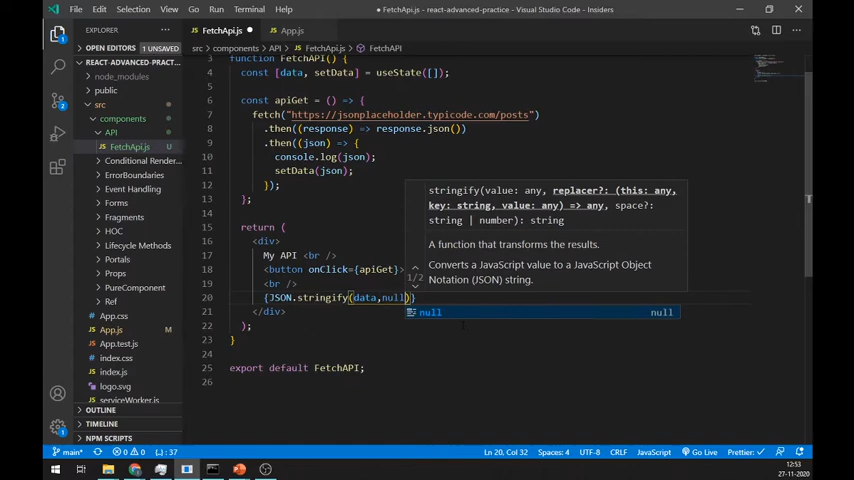 File Edit Selection View Go Run Terminal Help
● FetchApi.js - react-advanced-practice - Visual Studio Code - Insiders
EXPLORER
OPEN EDITORS 1 UNSAVED
REACT-ADVANCED-PRACT...
node_modules
public
src
components
API
FetchApi.js U
Conditional Render...
ErrorBoundaries
Event Handling
Forms
Fragments
HOC
Lifecycle Methods
Portals
Props
PureComponent
Ref
App.css
App.js
App.test.js
index.css
index.js
logo.svg
serviceWorker.js
OUTLINE
TIMELINE
NPM SCRIPTS
FetchApi.js ●
App.js
src > components > API > FetchApi.js > FetchAPI
3 function FetchAPI() {
4 const [data, setData] = useState([]);
5
6 const apiGet = () => {
7 fetch("https://jsonplaceholder.typicode.com/posts")
8 .then((response) => response.json())
9 .then((json) => {
10 console.log(json);
11 setData(json);
12 });
13 };
14
15 return (
16 <div>
17 My API <br />
18 <button onClick={apiGet}>
19 <br />
20 {JSON.stringify(data,null)}
21 </div>
22 );
23 }
24
25 export default FetchAPI;
26
stringify(value: any, replacer?: (this: any,
key: string, value: any) => any, space?:
string | number): string
1/2
A function that transforms the results.
Converts a JavaScript value to a JavaScript Object
Notation (JSON) string.
null null
main* 0 0 : 37
Ln 20, Col 32 Spaces: 4 UTF-8 CRLF JavaScript Go Live Prettier: ✓
12:53
27-11-2020